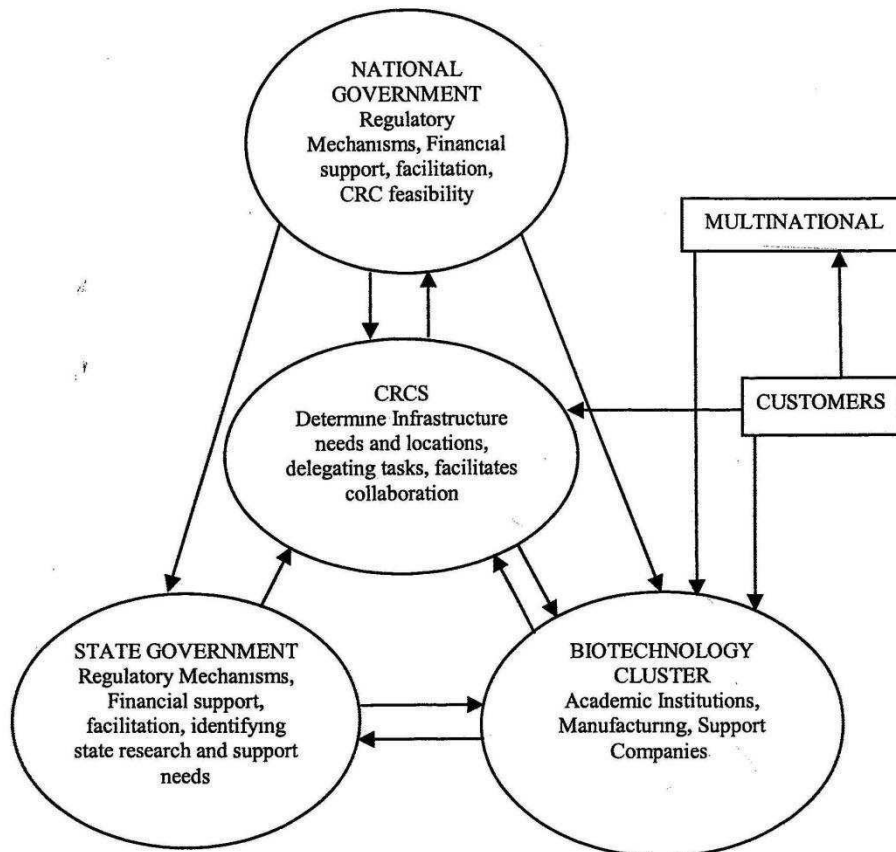 NATIONAL
GOVERNMENT
Regulatory
Mechanisms, Financial
support, facilitation,
CRC feasibility
MULTINATIONAL
CRCS
Determine Infrastructure
needs and locations,
delegating tasks, facilitates
collaboration
CUSTOMERS
STATE GOVERNMENT
Regulatory Mechanisms,
Financial support,
facilitation, identifying
state research and support
needs
BIOTECHNOLOGY
CLUSTER
Academic Institutions,
Manufacturing, Support
Companies